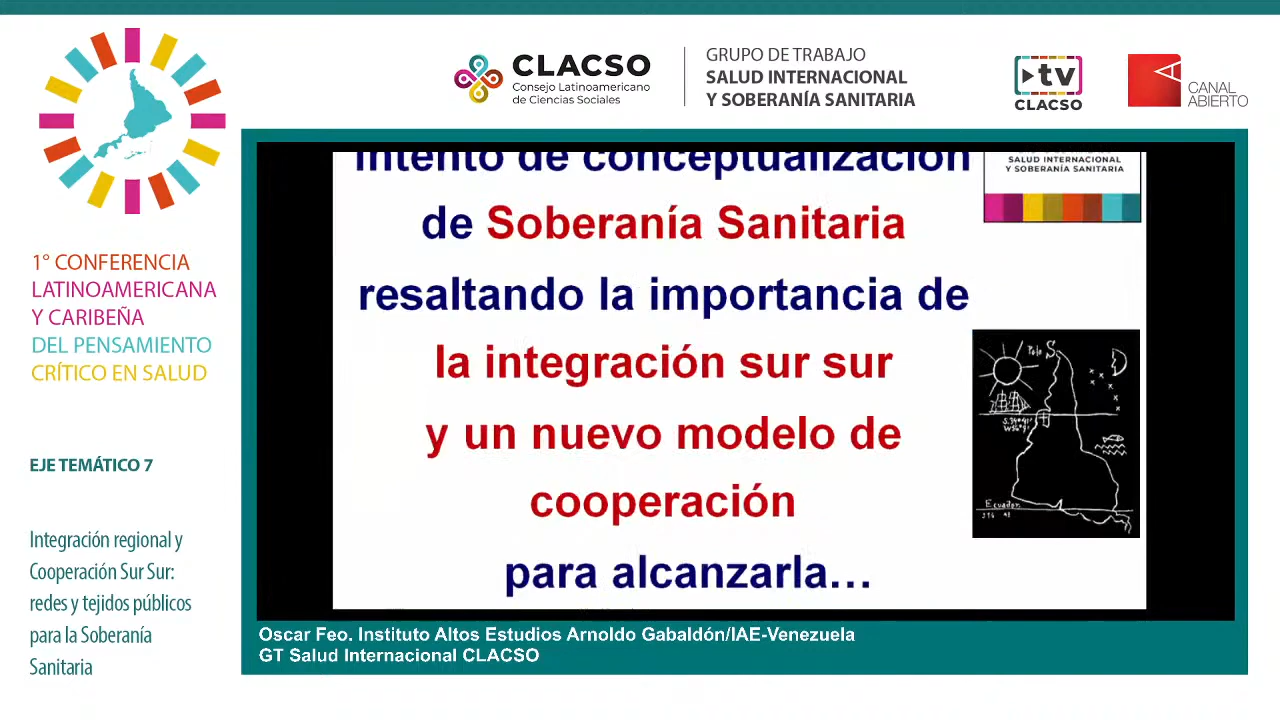 CLACSO
Consejo Latinoamericano
de Ciencias Sociales
GRUPO DE TRABAJO
SALUD INTERNACIONAL
Y SOBERANÍA SANITARIA
tv
CLACSO
A
CANAL
ABIERTO
1° CONFERENCIA
LATINOAMERICANA
Y CARIBEÑA
DEL PENSAMIENTO
CRÍTICO EN SALUD
EJE TEMÁTICO 7
Integración regional y
Cooperación Sur Sur:
redes y tejidos públicos
para la Soberanía
Sanitaria
Intento de conceptualización
de Soberanía Sanitaria
resaltando la importancia de
la integración sur sur
y un nuevo modelo de
cooperación
para alcanzarla...
SALUD INTERNACIONAL
Y SOBERANÍA SANITARIA
Polo S.
Ecuador
Oscar Feo. Instituto Altos Estudios Arnoldo Gabaldón/IAE-Venezuela
GT Salud Internacional CLACSO